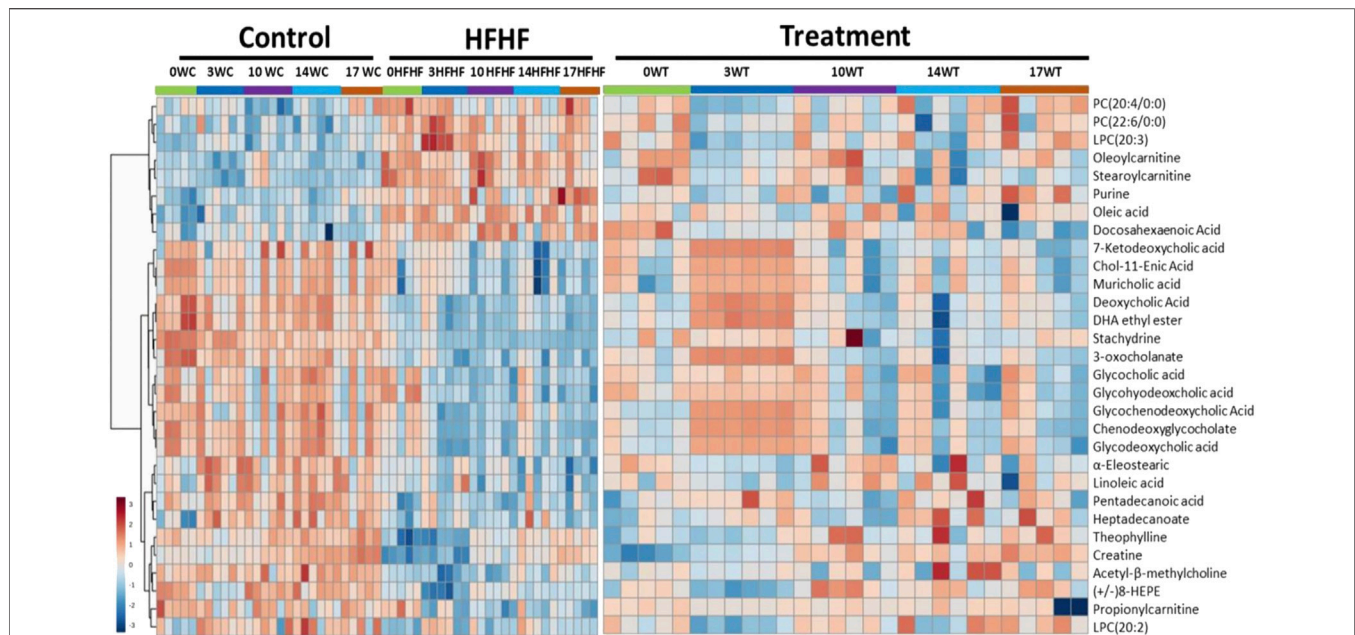 Control HFHF Treatment
0WC 3WC 10 WC 14WC 17 WC 0HFHF 3HFHF 10 HFHF 14HFHF 17HFHF 0WT 3WT 10WT 14WT 17WT
PC(20:4/0:0)
PC(22:6/0:0)
LPC(20:3)
Oleoylcarnitine
Stearoylcarnitine
Purine
Oleic acid
Docosahexaenoic Acid
7-Ketodeoxycholic acid
Chol-11-Enic Acid
Muricholic acid
Deoxycholic Acid
DHA ethyl ester
Stachydrine
3-oxocholanate
Glycocholic acid
Glycohyodeoxcholic acid
Glycochenodeoxycholic Acid
Chenodeoxyglycocholate
Glycodeoxycholic acid
α-Eleostearic
Linoleic acid
Pentadecanoic acid
Heptadecanoate
Theophylline
Creatine
Acetyl-β-methylcholine
(+/-)8-HEPE
Propionylcarnitine
LPC(20:2)
3
2
1
0
-1
-2
-3